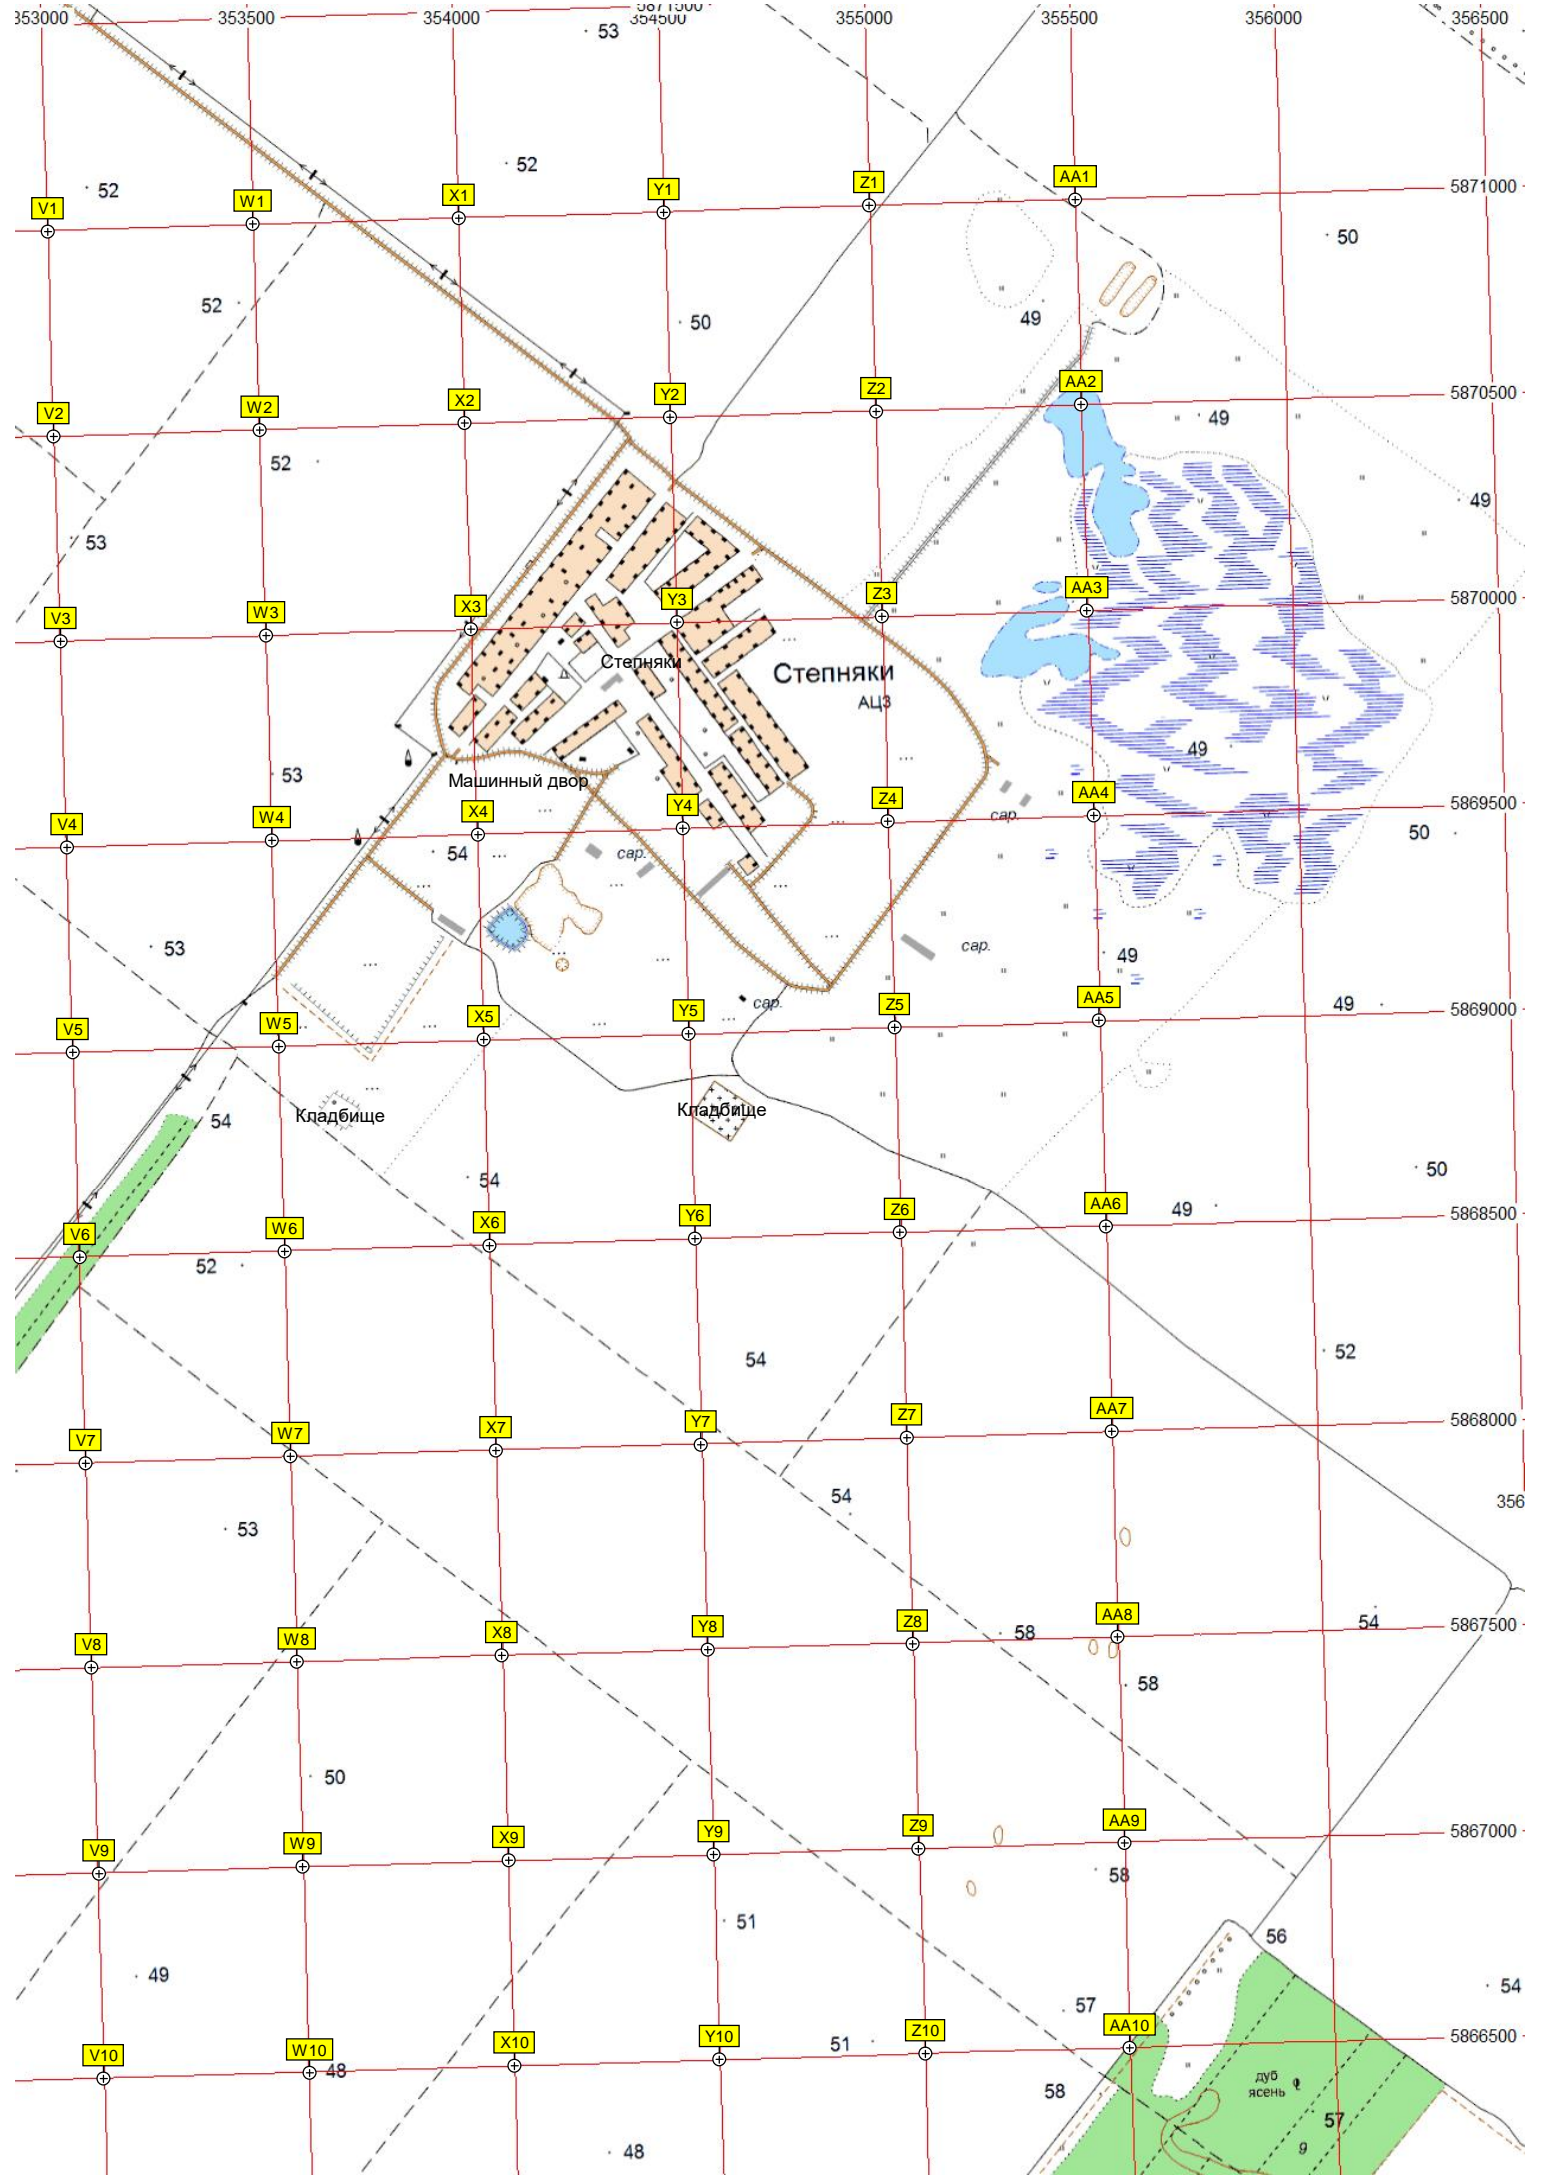 353000 353500 354000 354500 355000 355500 356000 356500
5871500
53
52 52
V1 W1 X1 Y1 Z1 AA1 5871000
50
52 50 49
V2 W2 X2 Y2 Z2 AA2 5870500
49
52
49
53
V3 W3 X3 Y3 Z3 AA3 5870000
Степняки
Степняки
АЦЗ
49
53
Машинный двор
V4 W4 X4 Y4 Z4 AA4 5869500
сар.
50
54 сар.
53 сар. 49
V5 W5 X5 Y5 Z5 AA5 5869000
сар. 49
Кладбище Кладбище
54
54 50
V6 W6 X6 Y6 Z6 AA6 5868500
49
52
54 52
V7 W7 X7 Y7 Z7 AA7 5868000
54 356
53
V8 W8 X8 Y8 Z8 AA8 5867500
58 54
58
50
V9 W9 X9 Y9 Z9 AA9 5867000
58
51
56
49 57 54
V10 W10 X10 Y10 Z10 AA10 5866500
48 51
дуб
ясень
58 57
48 9